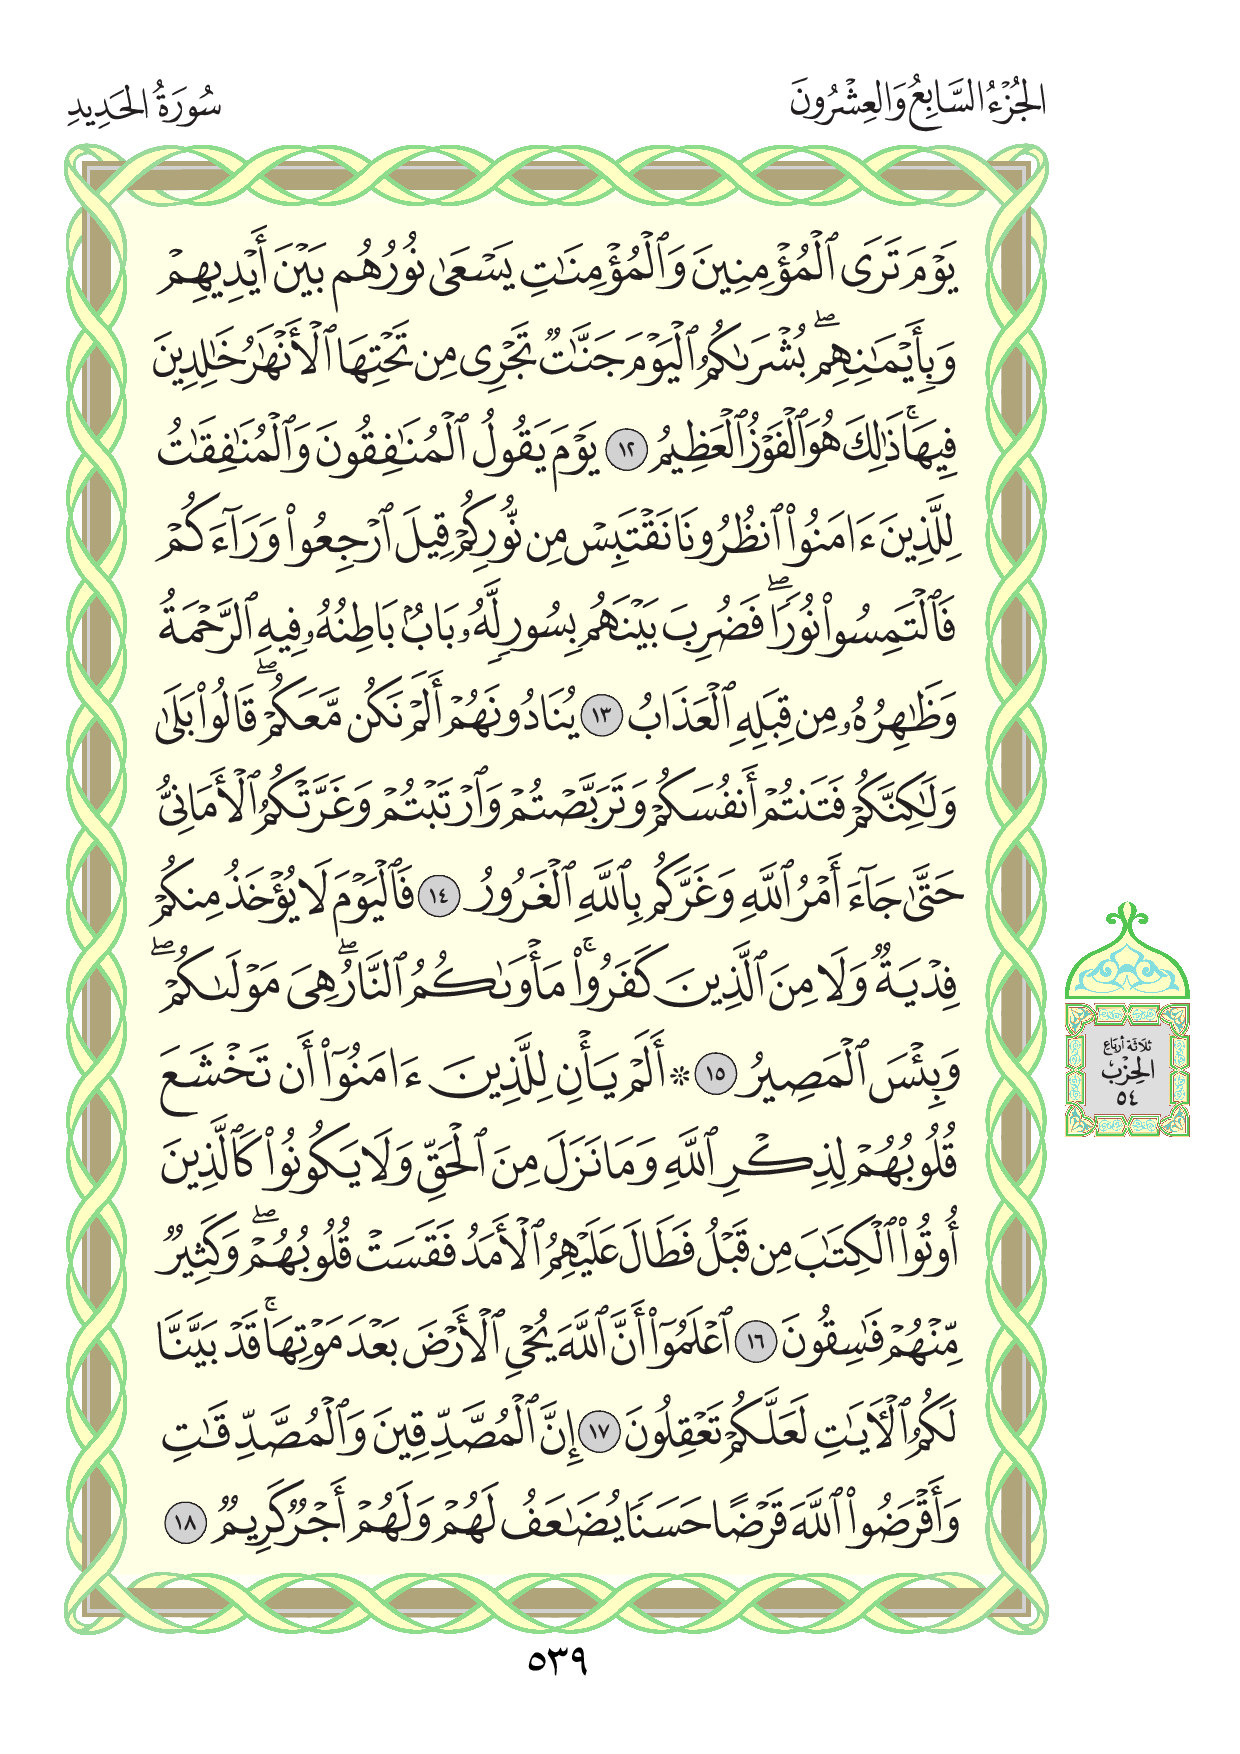 الجُزْءُ السَّابِعُ وَالعِشْرُونَ
سُورَةُ الحَدِيدِ
يَوۡمَ تَرَى ٱلۡمُؤۡمِنِينَ وَٱلۡمُؤۡمِنَٰتِ يَسۡعَىٰ نُورُهُم بَيۡنَ أَيۡدِيهِمۡ
وَبِأَيۡمَٰنِهِمۖ بُشۡرَىٰكُمُ ٱلۡيَوۡمَ جَنَّٰتٞ تَجۡرِي مِن تَحۡتِهَا ٱلۡأَنۡهَٰرُ خَٰلِدِينَ
فِيهَاۚ ذَٰلِكَ هُوَ ٱلۡفَوۡزُ ٱلۡعَظِيمُ ١٢ يَوۡمَ يَقُولُ ٱلۡمُنَٰفِقُونَ وَٱلۡمُنَٰفِقَٰتُ
لِلَّذِينَ ءَامَنُواْ ٱنظُرُونَا نَقۡتَبِسۡ مِن نُّورِكُمۡ قِيلَ ٱرۡجِعُواْ وَرَآءَكُمۡ
فَٱلۡتَمِسُواْ نُورٗاۖ فَضُرِبَ بَيۡنَهُم بِسُورٖ لَّهُۥ بَابُۢ بَاطِنُهُۥ فِيهِ ٱلرَّحۡمَةُ
وَظَٰهِرُهُۥ مِن قِبَلِهِ ٱلۡعَذَابُ ١٣ يُنَادُونَهُمۡ أَلَمۡ نَكُن مَّعَكُمۡۖ قَالُواْ بَلَىٰ
وَلَٰكِنَّكُمۡ فَتَنتُمۡ أَنفُسَكُمۡ وَتَرَبَّصۡتُمۡ وَٱرۡتَبۡتُمۡ وَغَرَّتۡكُمُ ٱلۡأَمَانِيُّ
حَتَّىٰ جَآءَ أَمۡرُ ٱللَّهِ وَغَرَّكُم بِٱللَّهِ ٱلۡغَرُورُ ١٤ فَٱلۡيَوۡمَ لَا يُؤۡخَذُ مِنكُمۡ
فِدۡيَةٞ وَلَا مِنَ ٱلَّذِينَ كَفَرُواْۚ مَأۡوَىٰكُمُ ٱلنَّارُۖ هِيَ مَوۡلَىٰكُمۡۖ
وَبِئۡسَ ٱلۡمَصِيرُ ١٥ ۞ أَلَمۡ يَأۡنِ لِلَّذِينَ ءَامَنُوٓاْ أَن تَخۡشَعَ
قُلُوبُهُمۡ لِذِكۡرِ ٱللَّهِ وَمَا نَزَلَ مِنَ ٱلۡحَقِّ وَلَا يَكُونُواْ كَٱلَّذِينَ
أُوتُواْ ٱلۡكِتَٰبَ مِن قَبۡلُ فَطَالَ عَلَيۡهِمُ ٱلۡأَمَدُ فَقَسَتۡ قُلُوبُهُمۡۖ وَكَثِيرٞ
مِّنۡهُمۡ فَٰسِقُونَ ١٦ ٱعۡلَمُوٓاْ أَنَّ ٱللَّهَ يُحۡيِ ٱلۡأَرۡضَ بَعۡدَ مَوۡتِهَاۚ قَدۡ بَيَّنَّا
لَكُمُ ٱلۡأٓيَٰتِ لَعَلَّكُمۡ تَعۡقِلُونَ ١٧ إِنَّ ٱلۡمُصَّدِّقِينَ وَٱلۡمُصَّدِّقَٰتِ
وَأَقۡرَضُواْ ٱللَّهَ قَرۡضًا حَسَنٗا يُضَٰعَفُ لَهُمۡ وَلَهُمۡ أَجۡرٞ كَرِيمٞ ١٨
ثلاثة أرباع
الحِزْب
٥٤
٥٣٩